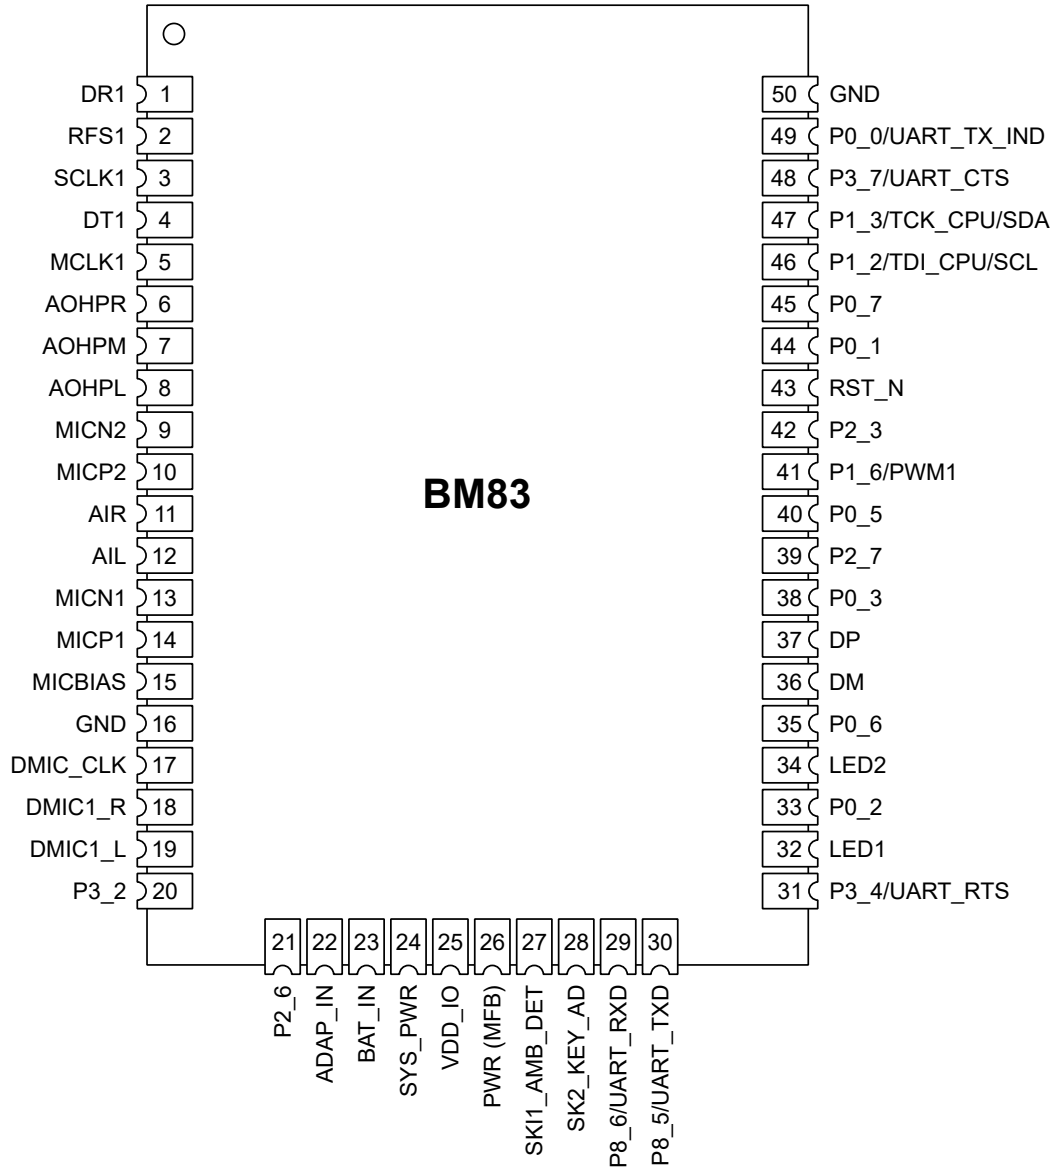 DR1 1
RFS1 2
SCLK1 3
DT1 4
MCLK1 5
AOHPR 6
AOHPM 7
AOHPL 8
MICN2 9
MICP2 10
AIR 11
AIL 12
MICN1 13
MICP1 14
MICBIAS 15
GND 16
DMIC_CLK 17
DMIC1_R 18
DMIC1_L 19
P3_2 20
BM83
50 GND
49 P0_0/UART_TX_IND
48 P3_7/UART_CTS
47 P1_3/TCK_CPU/SDA
46 P1_2/TDI_CPU/SCL
45 P0_7
44 P0_1
43 RST_N
42 P2_3
41 P1_6/PWM1
40 P0_5
39 P2_7
38 P0_3
37 DP
36 DM
35 P0_6
34 LED2
33 P0_2
32 LED1
31 P3_4/UART_RTS
21 P2_6
22 ADAP_IN
23 BAT_IN
24 SYS_PWR
25 VDD_IO
26 PWR (MFB)
27 SKI1_AMB_DET
28 SK2_KEY_AD
29 P8_6/UART_RXD
30 P8_5/UART_TXD